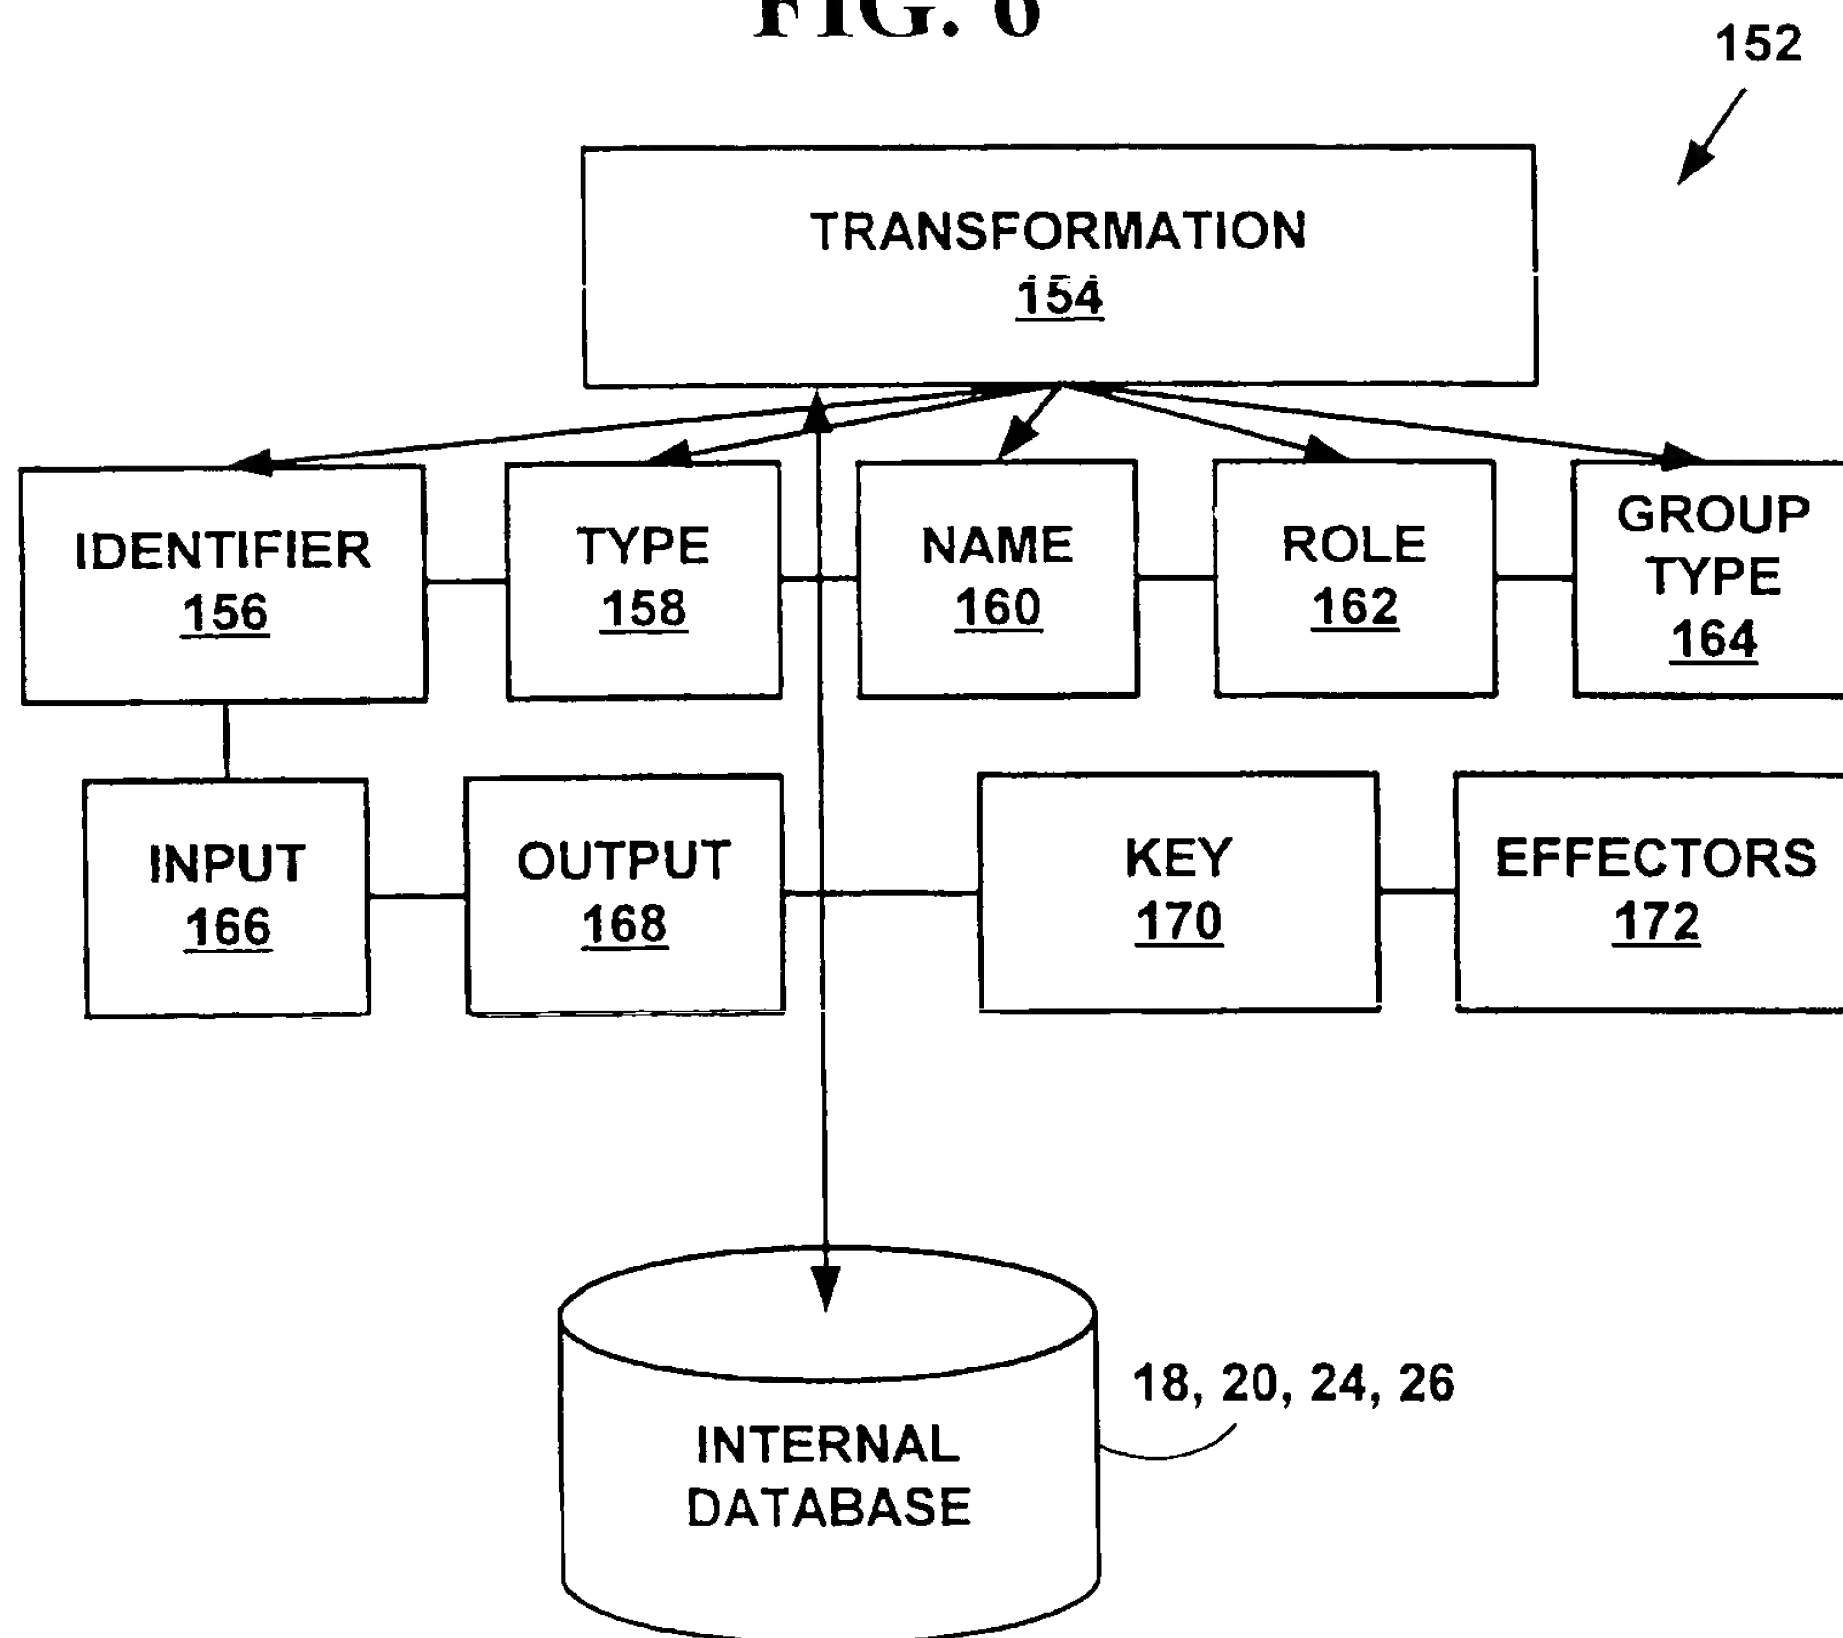 FIG. 6
152
TRANSFORMATION
154
IDENTIFIER
156
TYPE
158
NAME
160
ROLE
162
GROUP
TYPE
164
INPUT
166
OUTPUT
168
KEY
170
EFFECTORS
172
18, 20, 24, 26
INTERNAL
DATABASE